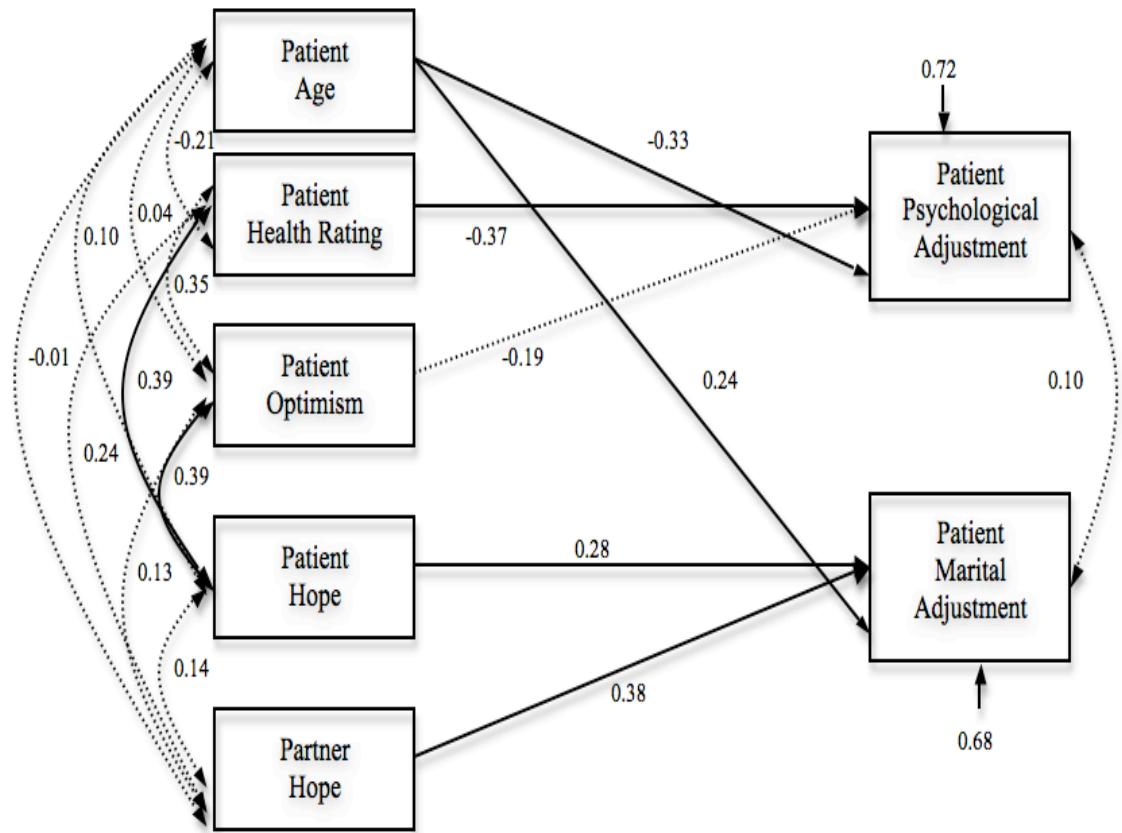 Patient
Age
0.72
-0.21
-0.33
Patient
Health Rating
Patient
Psychological
Adjustment
0.04
0.10
-0.37
0.35
-0.01
0.39
Patient
Optimism
-0.19
0.24
0.10
0.24
0.39
Patient
Hope
0.28
Patient
Marital
Adjustment
0.13
0.14
0.38
Partner
Hope
0.68